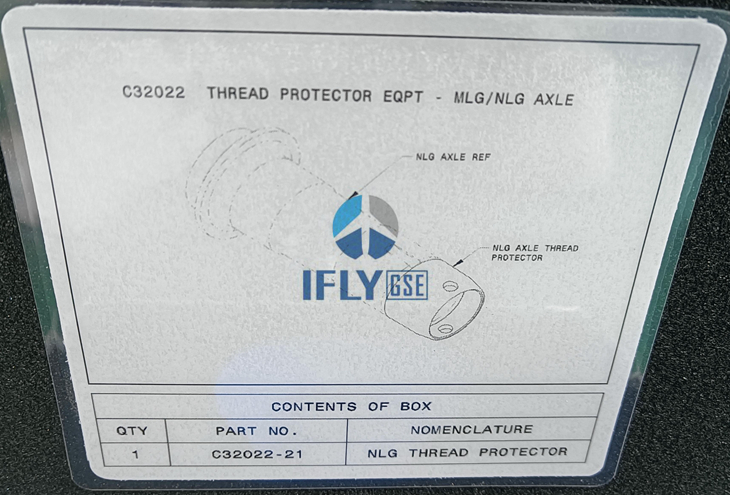 C32022 THREAD PROTECTOR EQPT - MLG/NLG AXLE
NLG AXLE REF
NLG AXLE THREAD
PROTECTOR
IFLY GSE
CONTENTS OF BOX
QTY PART NO. NOMENCLATURE
1 C32022-21 NLG THREAD PROTECTOR